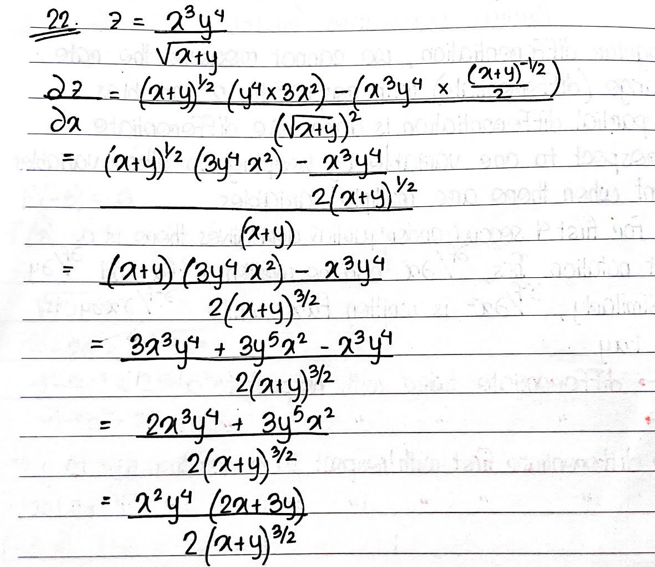 22. z = x³y⁴ / √(x+y)
∂z/∂x = ((x+y)^(1/2) (y⁴ × 3x²) − (x³y⁴ × (x+y)^(-1/2) / 2)) / (√(x+y))²
= ((x+y)^(1/2) (3y⁴x²) − x³y⁴ / 2(x+y)^(1/2)) / (x+y)
= ((x+y) (3y⁴x²) − x³y⁴) / 2(x+y)^(3/2)
= (3x³y⁴ + 3y⁵x² − x³y⁴) / 2(x+y)^(3/2)
= (2x³y⁴ + 3y⁵x²) / 2(x+y)^(3/2)
= x²y⁴ (2x+3y) / 2(x+y)^(3/2)